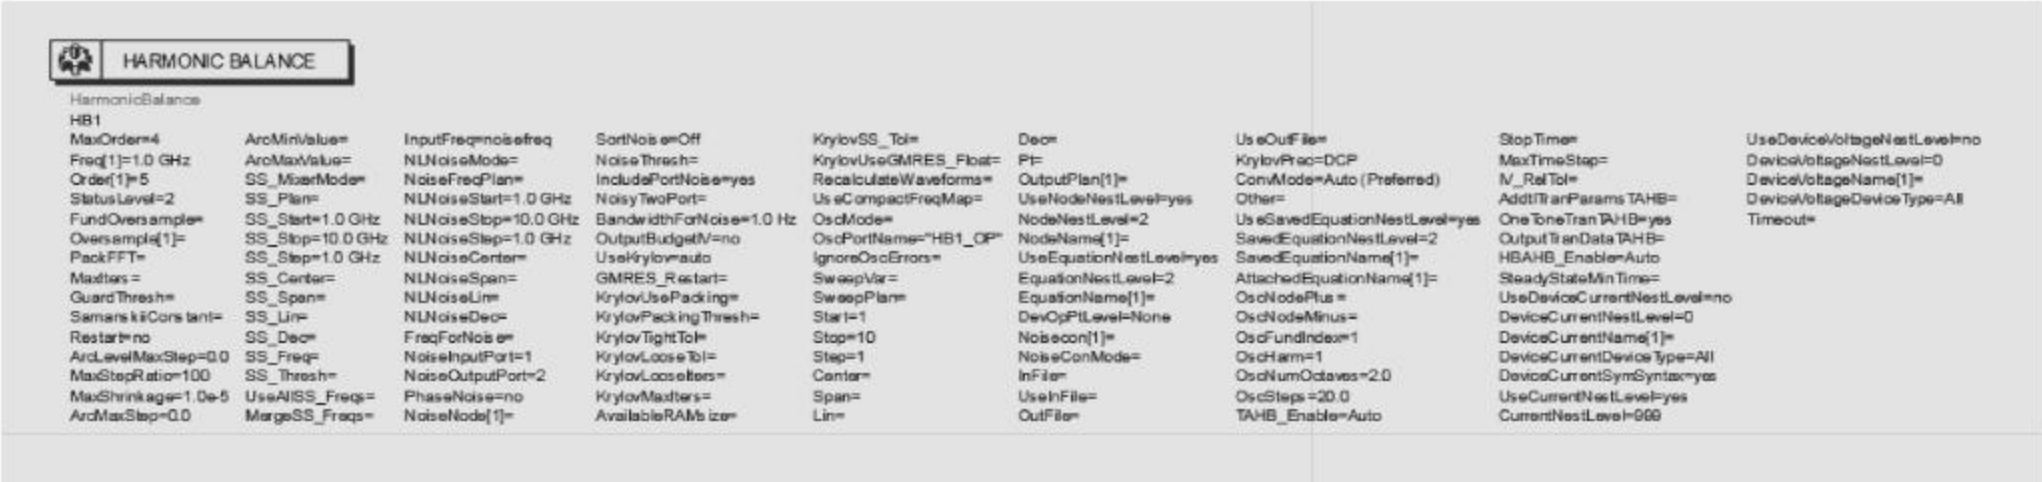 HARMONIC BALANCE
HarmonicBalance
HB1
MaxOrder=4
Freq[1]=1.0 GHz
Order[1]=5
StatusLevel=2
FundOversample=
Oversample[1]=
PackFFT=
MaxIters=
GuardThresh=
SamanskiiConstant=
Restart=no
ArcLevelMaxStep=0.0
MaxStepRatio=100
MaxShrinkage=1.0e-5
ArcMaxStep=0.0
ArcMinValue=
ArcMaxValue=
SS_MixerMode=
SS_Plan=
SS_Start=1.0 GHz
SS_Stop=10.0 GHz
SS_Step=1.0 GHz
SS_Center=
SS_Span=
SS_Lin=
SS_Dec=
SS_Freq=
SS_Thresh=
UseAllSS_Freqs=
MergeSS_Freqs=
InputFreq=noisefreq
NLNoiseMode=
NoiseFreqPlan=
NLNoiseStart=1.0 GHz
NLNoiseStop=10.0 GHz
NLNoiseStep=1.0 GHz
NLNoiseCenter=
NLNoiseSpan=
NLNoiseLin=
NLNoiseDec=
FreqForNoise=
NoiseInputPort=1
NoiseOutputPort=2
PhaseNoise=no
NoiseNode[1]=
SortNoise=Off
NoiseThresh=
IncludePortNoise=yes
NoisyTwoPort=
BandwidthForNoise=1.0 Hz
OutputBudgetIV=no
UseKrylov=auto
GMRES_Restart=
KrylovUsePacking=
KrylovPackingThresh=
KrylovTightTol=
KrylovLooseTol=
KrylovLooseIters=
KrylovMaxIters=
AvailableRAMsize=
KrylovSS_Tol=
KrylovUseGMRES_Float=
RecalculateWaveforms=
UseCompactFreqMap=
OscMode=
OscPortName="HB1_OP"
IgnoreOscErrors=
SweepVar=
SweepPlan=
Start=1
Stop=10
Step=1
Center=
Span=
Lin=
Dec=
Pt=
OutputPlan[1]=
UseNodeNestLevel=yes
NodeNestLevel=2
NodeName[1]=
UseEquationNestLevel=yes
EquationNestLevel=2
EquationName[1]=
DevOpPtLevel=None
Noisecon[1]=
NoiseConMode=
InFile=
UseInFile=
OutFile=
UseOutFile=
KrylovPrec=DCP
ConvMode=Auto (Preferred)
Other=
UseSavedEquationNestLevel=yes
SavedEquationNestLevel=2
SavedEquationName[1]=
AttachedEquationName[1]=
OscNodePlus=
OscNodeMinus=
OscFundIndex=1
OscHarm=1
OscNumOctaves=2.0
OscSteps=20.0
TAHB_Enable=Auto
StopTime=
MaxTimeStep=
IV_RelTol=
AddtlTranParamsTAHB=
OneToneTranTAHB=yes
OutputTranDataTAHB=
HBAHB_Enable=Auto
SteadyStateMinTime=
UseDeviceCurrentNestLevel=no
DeviceCurrentNestLevel=0
DeviceCurrentName[1]=
DeviceCurrentDeviceType=All
DeviceCurrentSymSyntax=yes
UseCurrentNestLevel=yes
CurrentNestLevel=999
UseDeviceVoltageNestLevel=no
DeviceVoltageNestLevel=0
DeviceVoltageName[1]=
DeviceVoltageDeviceType=All
Timeout=